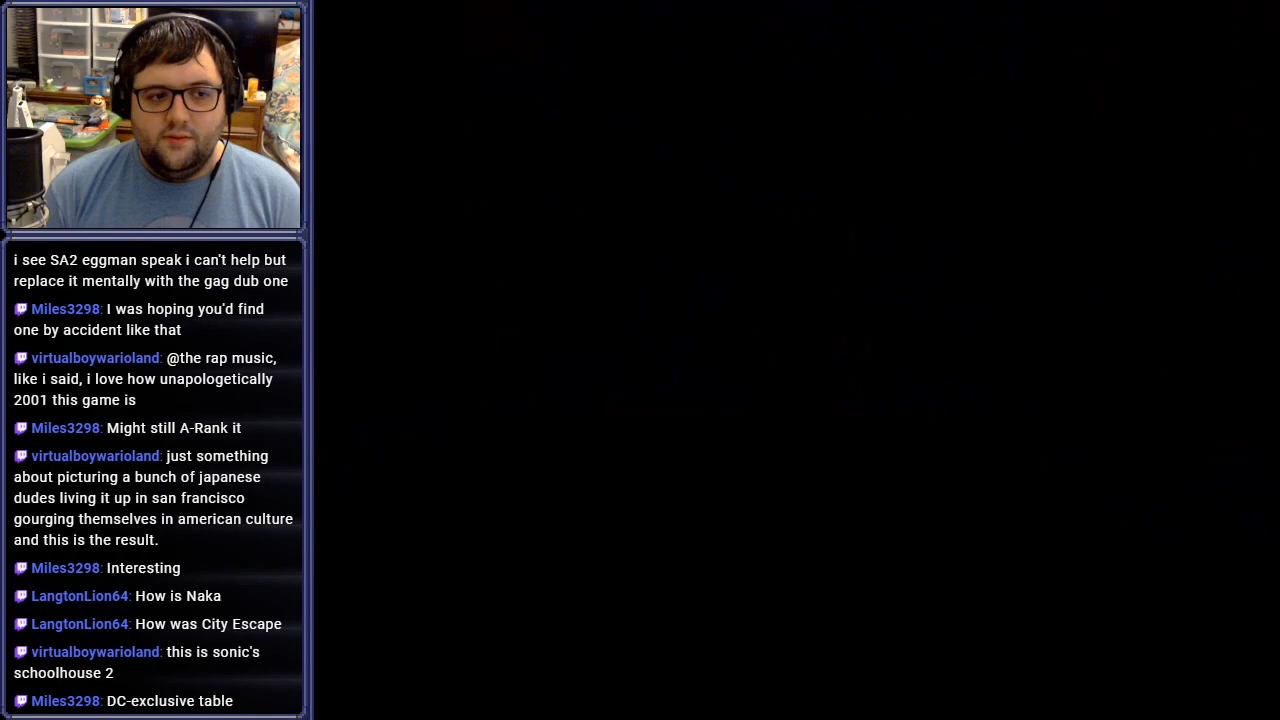 i see SA2 eggman speak i can't help but
replace it mentally with the gag dub one
Miles3298: I was hoping you'd find
one by accident like that
virtualboywarioland: @the rap music,
like i said, i love how unapologetically
2001 this game is
Miles3298: Might still A-Rank it
virtualboywarioland: just something
about picturing a bunch of japanese
dudes living it up in san francisco
gourging themselves in american culture
and this is the result.
Miles3298: Interesting
LangtonLion64: How is Naka
LangtonLion64: How was City Escape
virtualboywarioland: this is sonic's
schoolhouse 2
Miles3298: DC-exclusive table